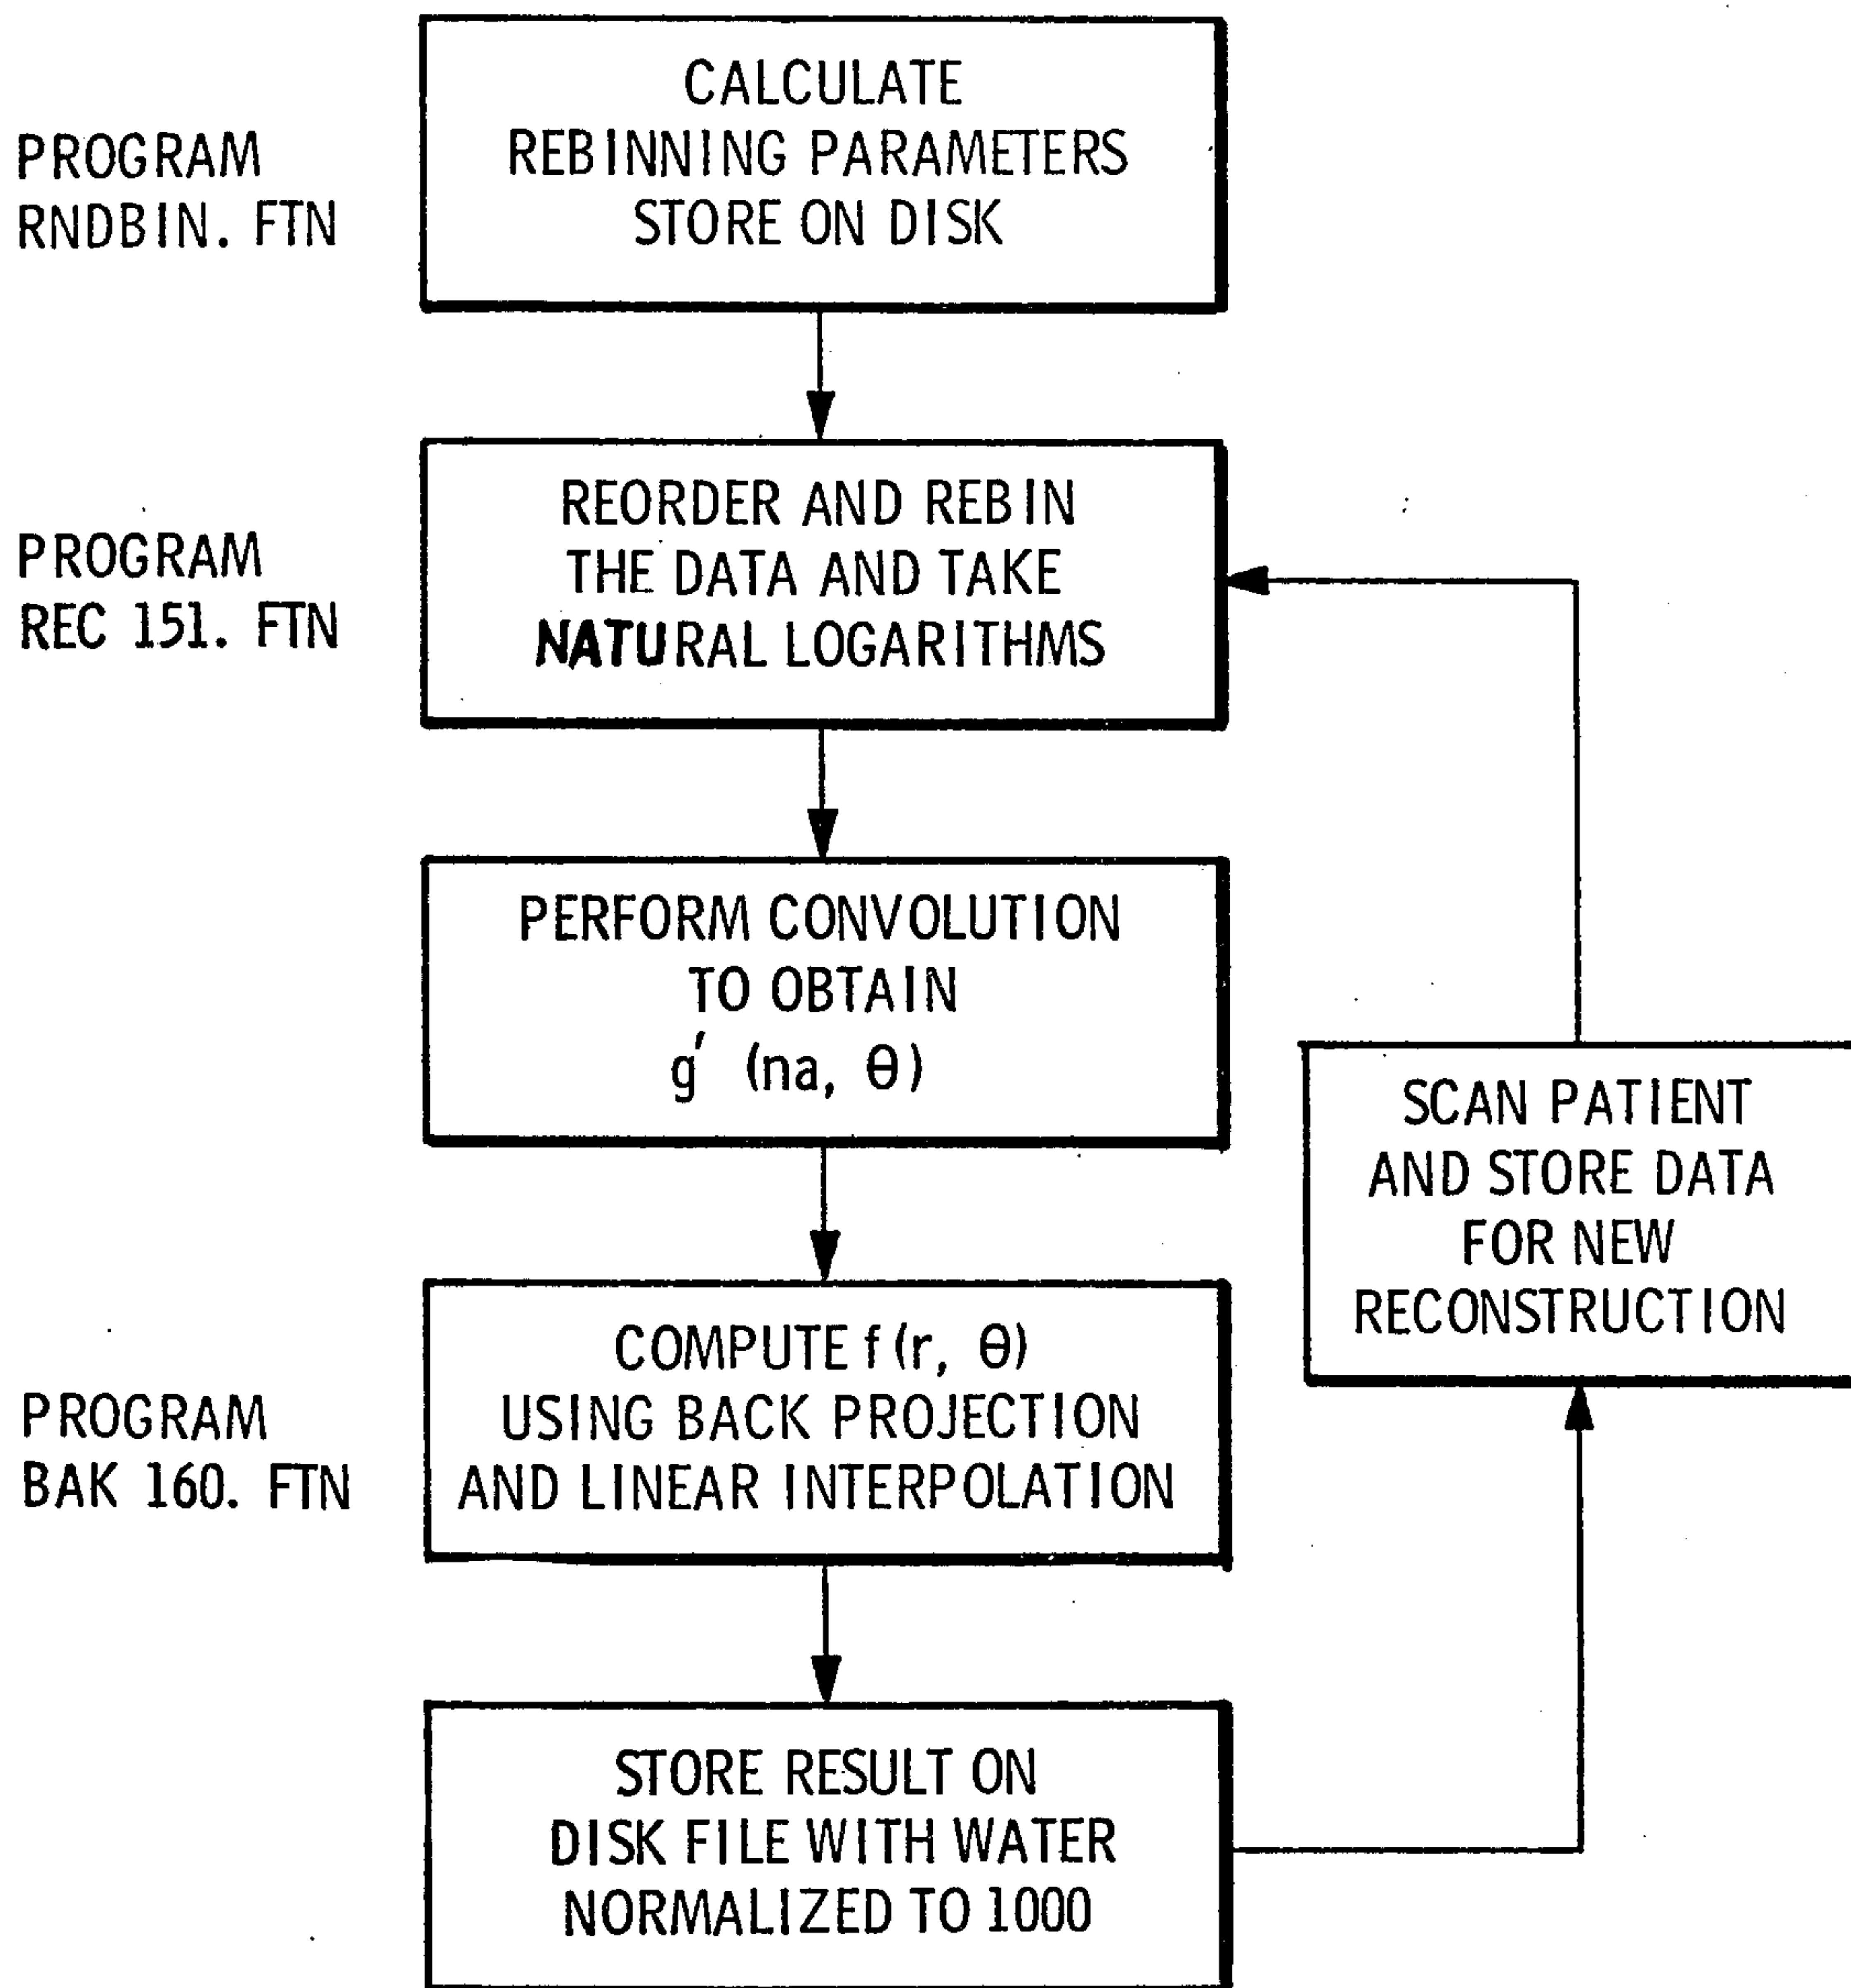 PROGRAM
RNDBIN. FTN
CALCULATE
REBINNING PARAMETERS
STORE ON DISK
PROGRAM
REC 151. FTN
REORDER AND REBIN
THE DATA AND TAKE
NATURAL LOGARITHMS
PERFORM CONVOLUTION
TO OBTAIN
g′ (na, θ)
SCAN PATIENT
AND STORE DATA
FOR NEW
RECONSTRUCTION
PROGRAM
BAK 160. FTN
COMPUTE f (r, θ)
USING BACK PROJECTION
AND LINEAR INTERPOLATION
STORE RESULT ON
DISK FILE WITH WATER
NORMALIZED TO 1000